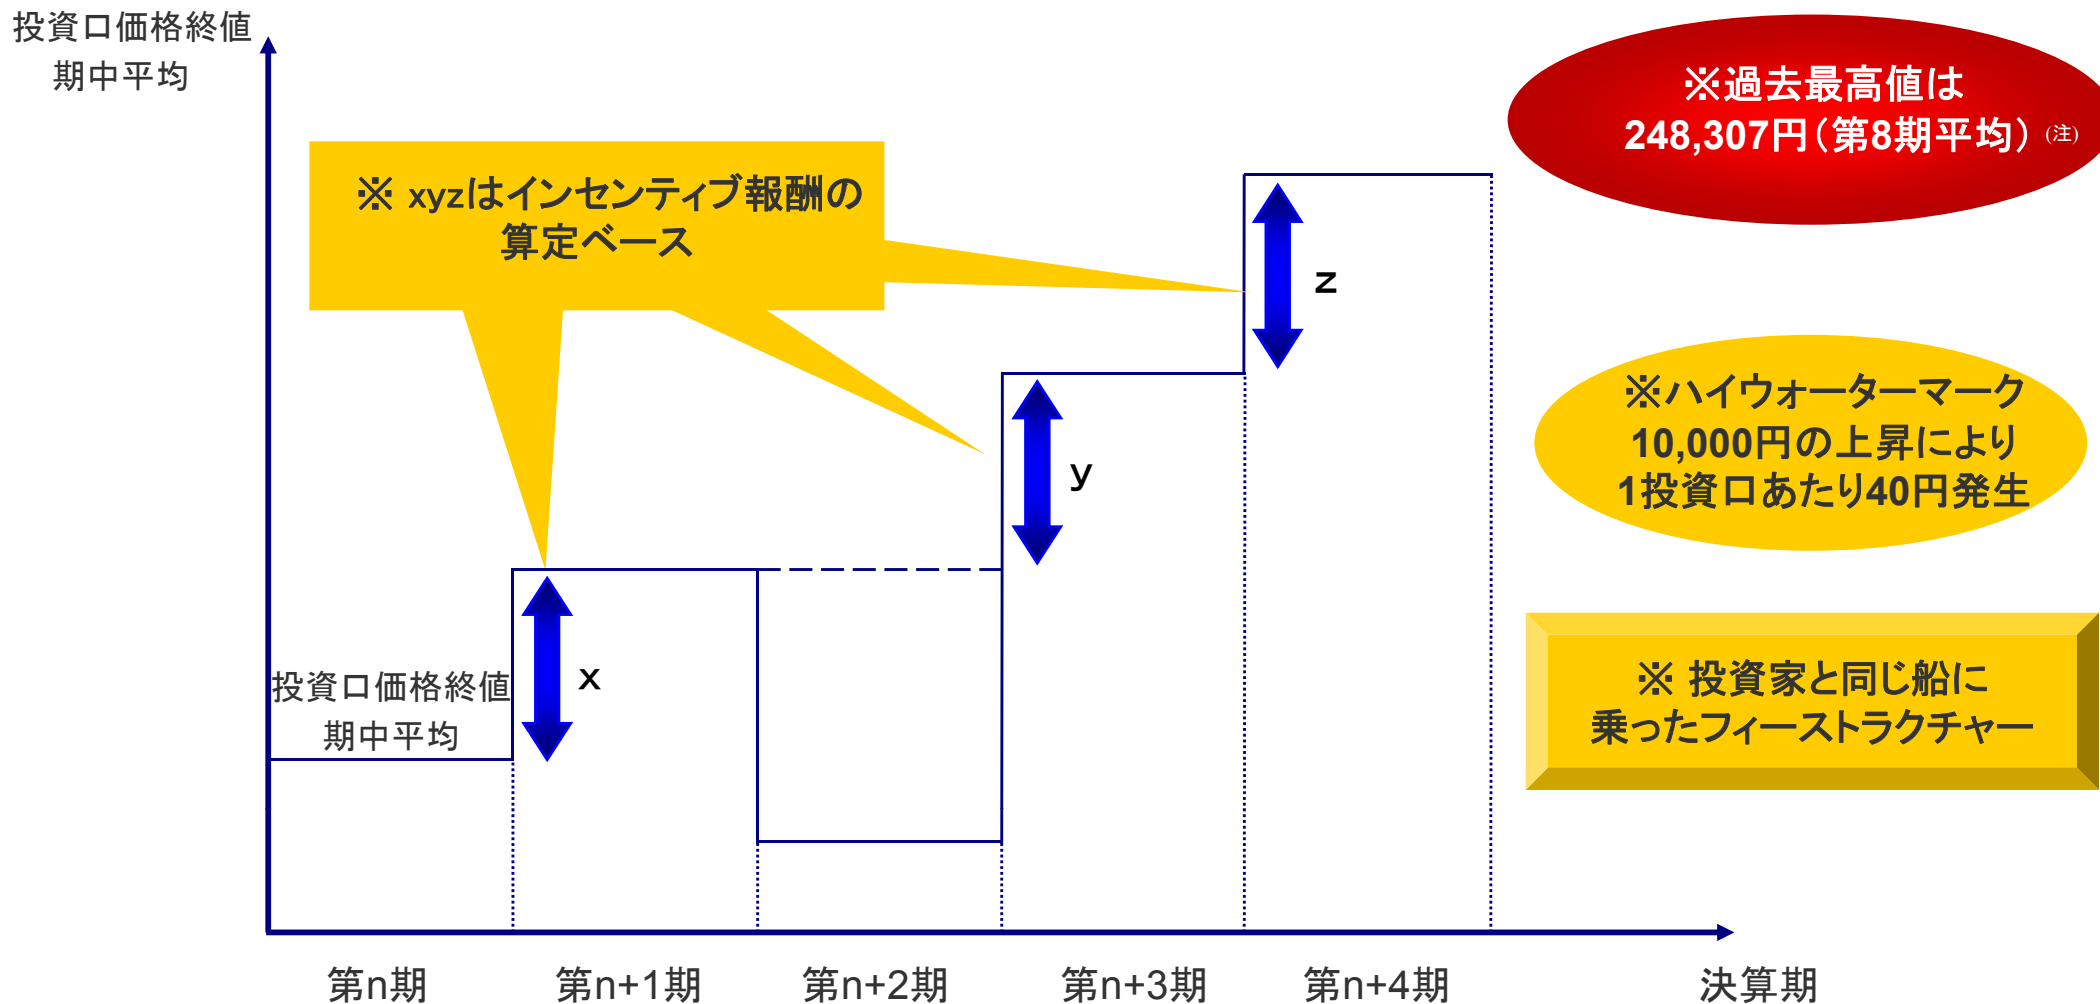 投資口価格終値
期中平均
※過去最高値は
248,307円（第8期平均）(注)
※ xyzはインセンティブ報酬の
算定ベース
z
※ハイウォーターマーク
10,000円の上昇により
1投資口あたり40円発生
y
x
投資口価格終値
期中平均
※ 投資家と同じ船に
乗ったフィーストラクチャー
第n期 第n+1期 第n+2期 第n+3期 第n+4期 決算期